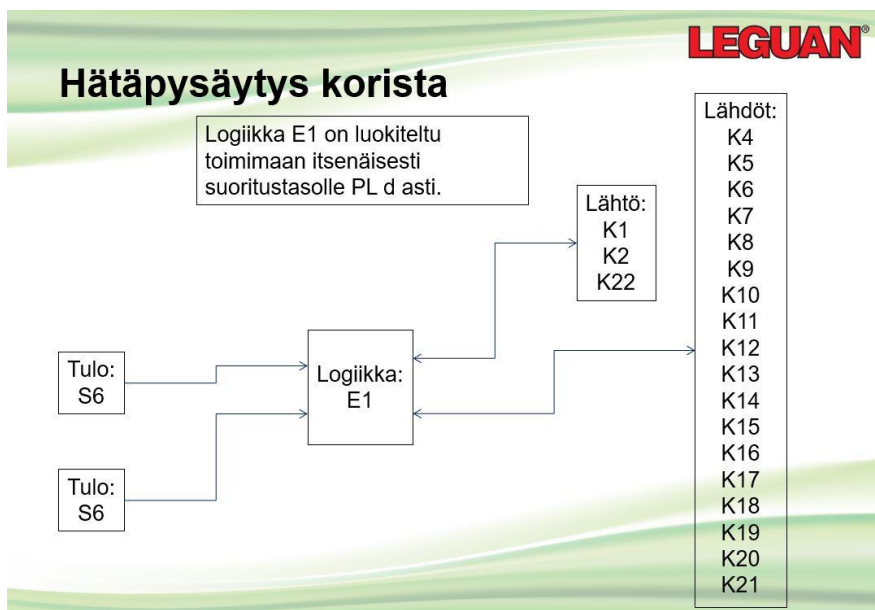 LEGUAN®
Hätäpysäytys korista
Logiikka E1 on luokiteltu
toimimaan itsenäisesti
suoritustasolle PL d asti.
Tulo:
S6
Tulo:
S6
Logiikka:
E1
Lähtö:
K1
K2
K22
Lähdöt:
K4
K5
K6
K7
K8
K9
K10
K11
K12
K13
K14
K15
K16
K17
K18
K19
K20
K21